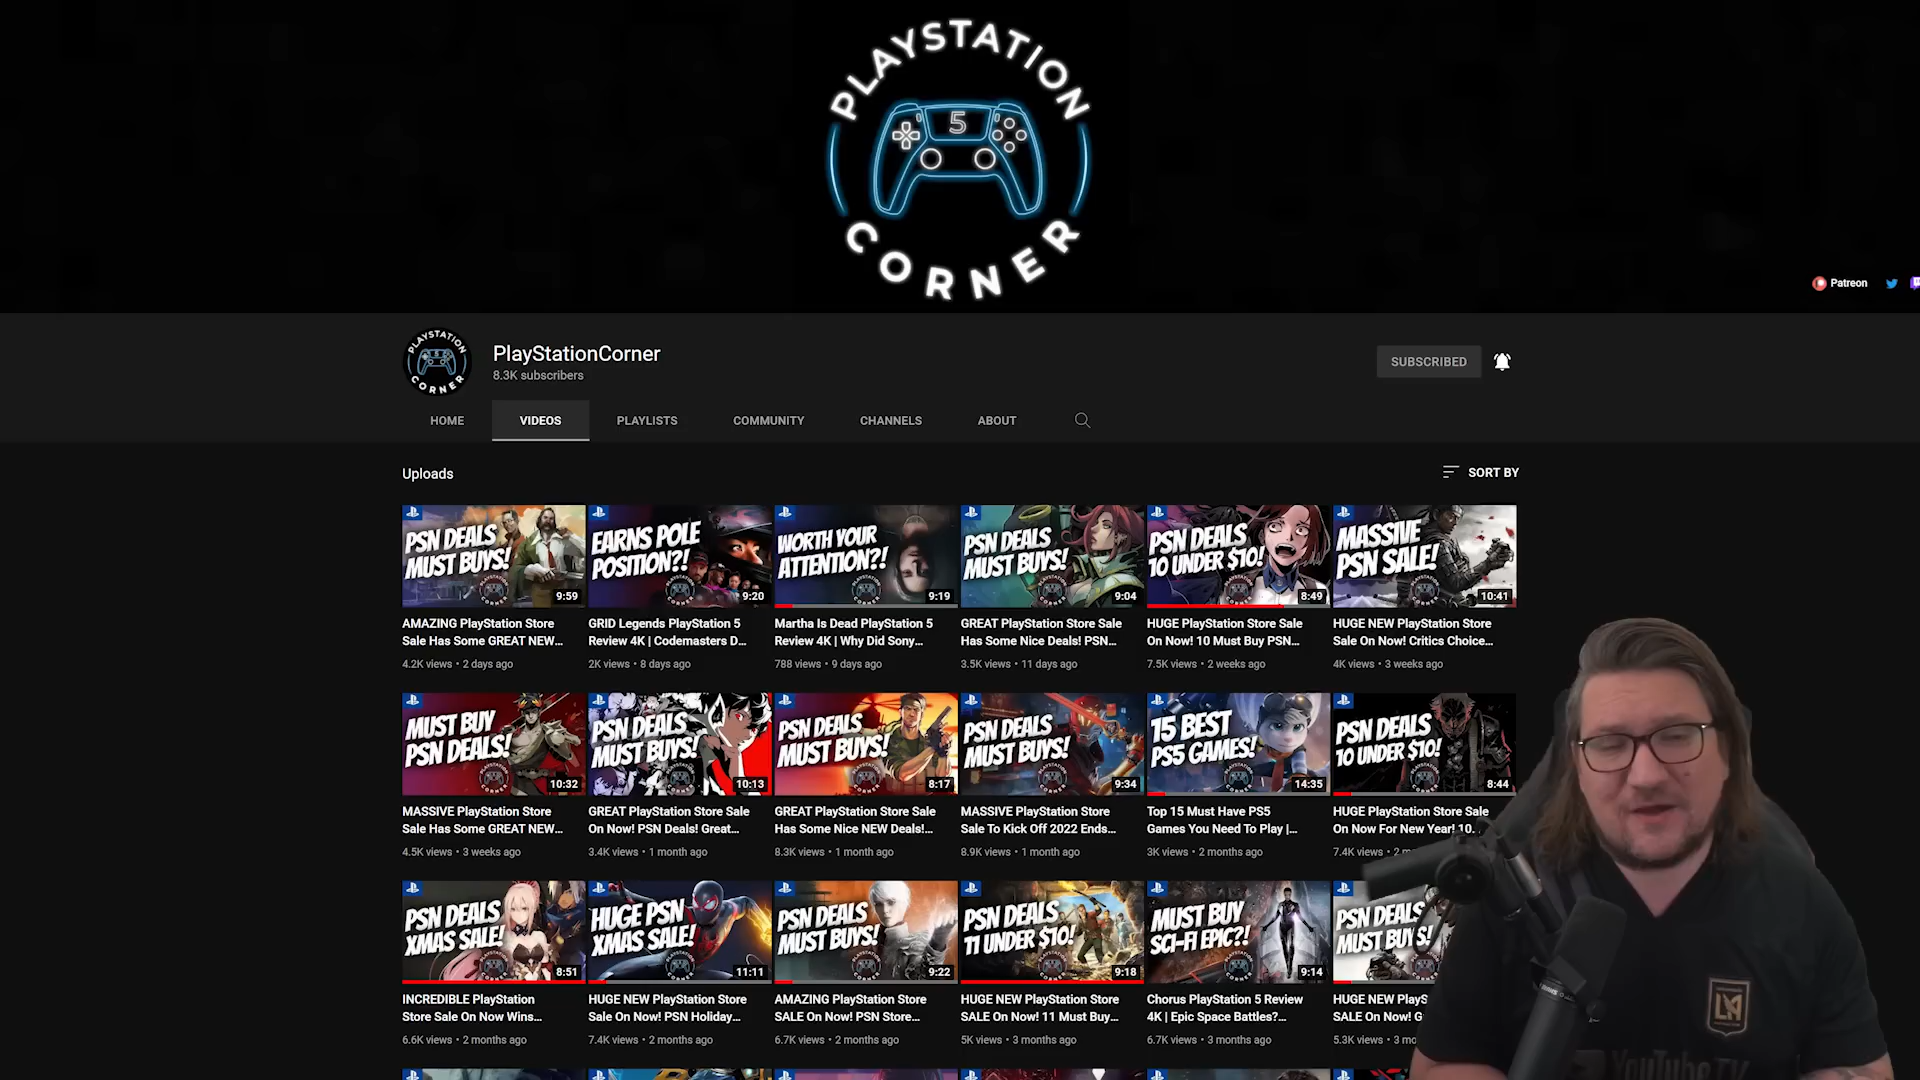 PLAYSTATION
5
CORNER
Patreon
PLAYSTATION
CORNER
PlayStationCorner
8.3K subscribers
SUBSCRIBED
HOME
VIDEOS
PLAYLISTS
COMMUNITY
CHANNELS
ABOUT
Uploads
SORT BY
PSN DEALS
MUST BUYS!
9:59
AMAZING PlayStation Store
Sale Has Some GREAT NEW...
4.2K views • 2 days ago
EARNS POLE
POSITION?!
9:20
GRID Legends PlayStation 5
Review 4K | Codemasters D...
2K views • 8 days ago
WORTH YOUR
ATTENTION?!
9:19
Martha Is Dead PlayStation 5
Review 4K | Why Did Sony...
788 views • 9 days ago
PSN DEALS
MUST BUYS!
9:04
GREAT PlayStation Store Sale
Has Some Nice Deals! PSN...
3.5K views • 11 days ago
PSN DEALS
10 UNDER $10!
8:49
HUGE PlayStation Store Sale
On Now! 10 Must Buy PSN...
7.5K views • 2 weeks ago
MASSIVE
PSN SALE!
10:41
HUGE NEW PlayStation Store
Sale On Now! Critics Choice...
4K views • 3 weeks ago
MUST BUY
PSN DEALS!
10:32
MASSIVE PlayStation Store
Sale Has Some GREAT NEW...
4.5K views • 3 weeks ago
PSN DEALS
MUST BUYS!
10:13
GREAT PlayStation Store Sale
On Now! PSN Deals! Great...
3.4K views • 1 month ago
PSN DEALS
MUST BUYS!
8:17
GREAT PlayStation Store Sale
Has Some Nice NEW Deals!...
8.3K views • 1 month ago
PSN DEALS
MUST BUYS!
9:34
MASSIVE PlayStation Store
Sale To Kick Off 2022 Ends...
8.9K views • 1 month ago
15 BEST
PS5 GAMES!
14:35
Top 15 Must Have PS5
Games You Need To Play |...
3K views • 2 months ago
PSN DEALS
10 UNDER $10!
8:44
HUGE PlayStation Store Sale
On Now For New Year! 10
7.4K views •
PSN DEALS
XMAS SALE!
8:51
INCREDIBLE PlayStation
Store Sale On Now Wins...
6.6K views • 2 months ago
HUGE PSN
XMAS SALE!
11:11
HUGE NEW PlayStation Store
Sale On Now! PSN Holiday...
7.4K views • 2 months ago
PSN DEALS
MUST BUYS!
9:22
AMAZING PlayStation Store
SALE On Now! PSN Store...
6.7K views • 2 months ago
PSN DEALS
11 UNDER $10!
9:18
HUGE NEW PlayStation Store
SALE On Now! 11 Must Buy...
5K views • 3 months ago
MUST BUY
SCI-FI EPIC?!
9:14
Chorus PlayStation 5 Review
4K | Epic Space Battles?...
6.7K views • 3 months ago
PSN DEALS
MUST BUYS!
HUGE NEW PlayS
SALE On Now!
5.3K views • 3
LA
YouTube TV